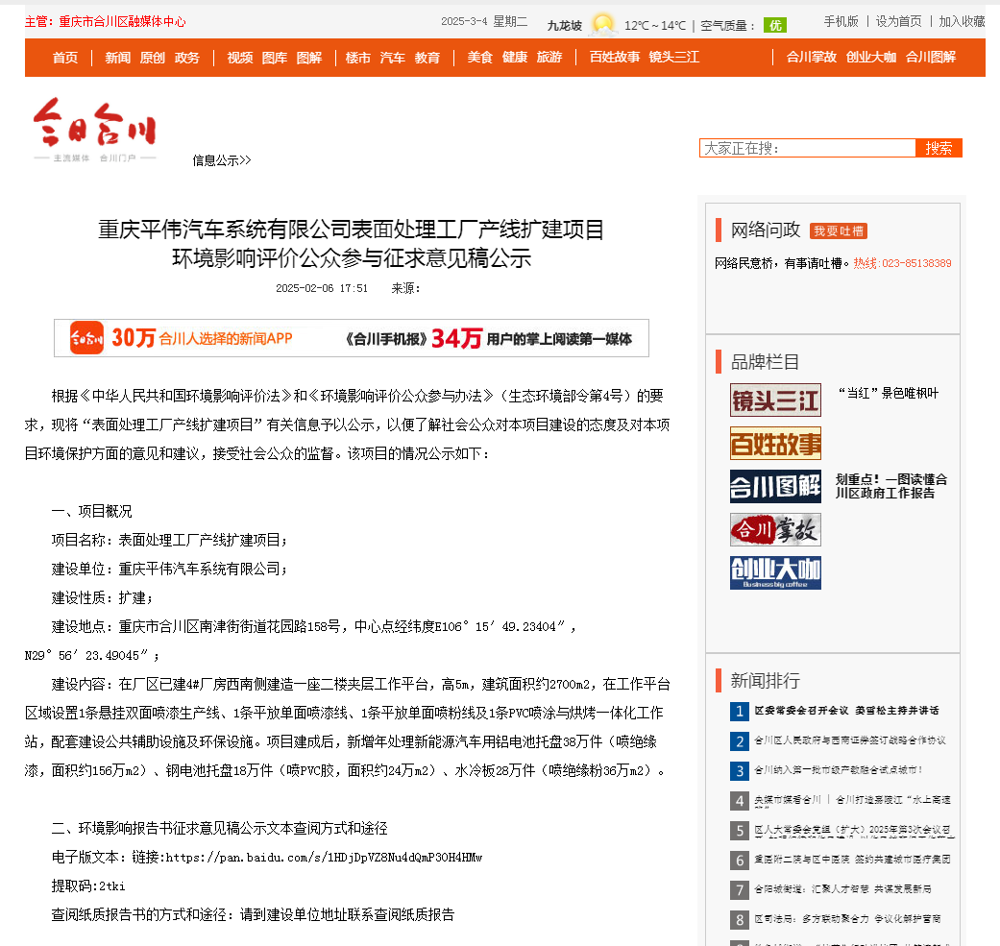 主管：重庆市合川区融媒体中心
2025-3-4 星期二
九龙坡 12℃～14℃ | 空气质量： 优
手机版 | 设为首页 | 加入收藏
首页 | 新闻 原创 政务 | 视频 图库 图解 | 楼市 汽车 教育 | 美食 健康 旅游 | 百姓故事 镜头三江 | 合川掌故 创业大咖 合川图解
今日合川
主流媒体 合川门户
信息公示>>
大家正在搜：
搜索
重庆平伟汽车系统有限公司表面处理工厂产线扩建项目
环境影响评价公众参与征求意见稿公示
2025-02-06 17:51 来源：
今日合川 30万 合川人选择的新闻APP 《合川手机报》34万 用户的掌上阅读第一媒体
根据《中华人民共和国环境影响评价法》和《环境影响评价公众参与办法》（生态环境部令第4号）的要
求，现将“表面处理工厂产线扩建项目”有关信息予以公示，以便了解社会公众对本项目建设的态度及对本项
目环境保护方面的意见和建议，接受社会公众的监督。该项目的情况公示如下：
一、项目概况
项目名称：表面处理工厂产线扩建项目；
建设单位：重庆平伟汽车系统有限公司；
建设性质：扩建；
建设地点：重庆市合川区南津街街道花园路158号，中心点经纬度E106°15′49.23404″，
N29°56′23.49045″；
建设内容：在厂区已建4#厂房西南侧建造一座二楼夹层工作平台，高5m，建筑面积约2700m2，在工作平台
区域设置1条悬挂双面喷漆生产线、1条平放单面喷漆线、1条平放单面喷粉线及1条PVC喷涂与烘烤一体化工作
站，配套建设公共辅助设施及环保设施。项目建成后，新增年处理新能源汽车用铝电池托盘38万件（喷绝缘
漆，面积约156万m2）、钢电池托盘18万件（喷PVC胶，面积约24万m2）、水冷板28万件（喷绝缘粉36万m2）。
二、环境影响报告书征求意见稿公示文本查阅方式和途径
电子版文本：链接:https://pan.baidu.com/s/1HDjDpVZ8Nu4dQmP3OH4HMw
提取码:2tki
查阅纸质报告书的方式和途径：请到建设单位地址联系查阅纸质报告
网络问政 我要吐槽
网络民意桥，有事请吐槽。热线:023-85138389
品牌栏目
镜头三江
“当红”景色唯枫叶
百姓故事
合川图解
划重点！一图读懂合
川区政府工作报告
合川掌故
创业大咖
Business big coffee
新闻排行
1 区委常委会召开会议 姜雪松主持并讲话
2 合川区人民政府与西南证券签订战略合作协议
3 合川纳入第一批市级产教融合试点城市！
4 央媒市媒看合川 | 合川打造嘉陵江“水上高速
5 区人大常委会党组（扩大）2025年第3次会议召
6 重医附二院与区中医院 签约共建城市医疗集团
7 合阳城街道：汇聚人才智慧 共谋发展新局
8 区司法局：多方联动聚合力 争议化解护营商